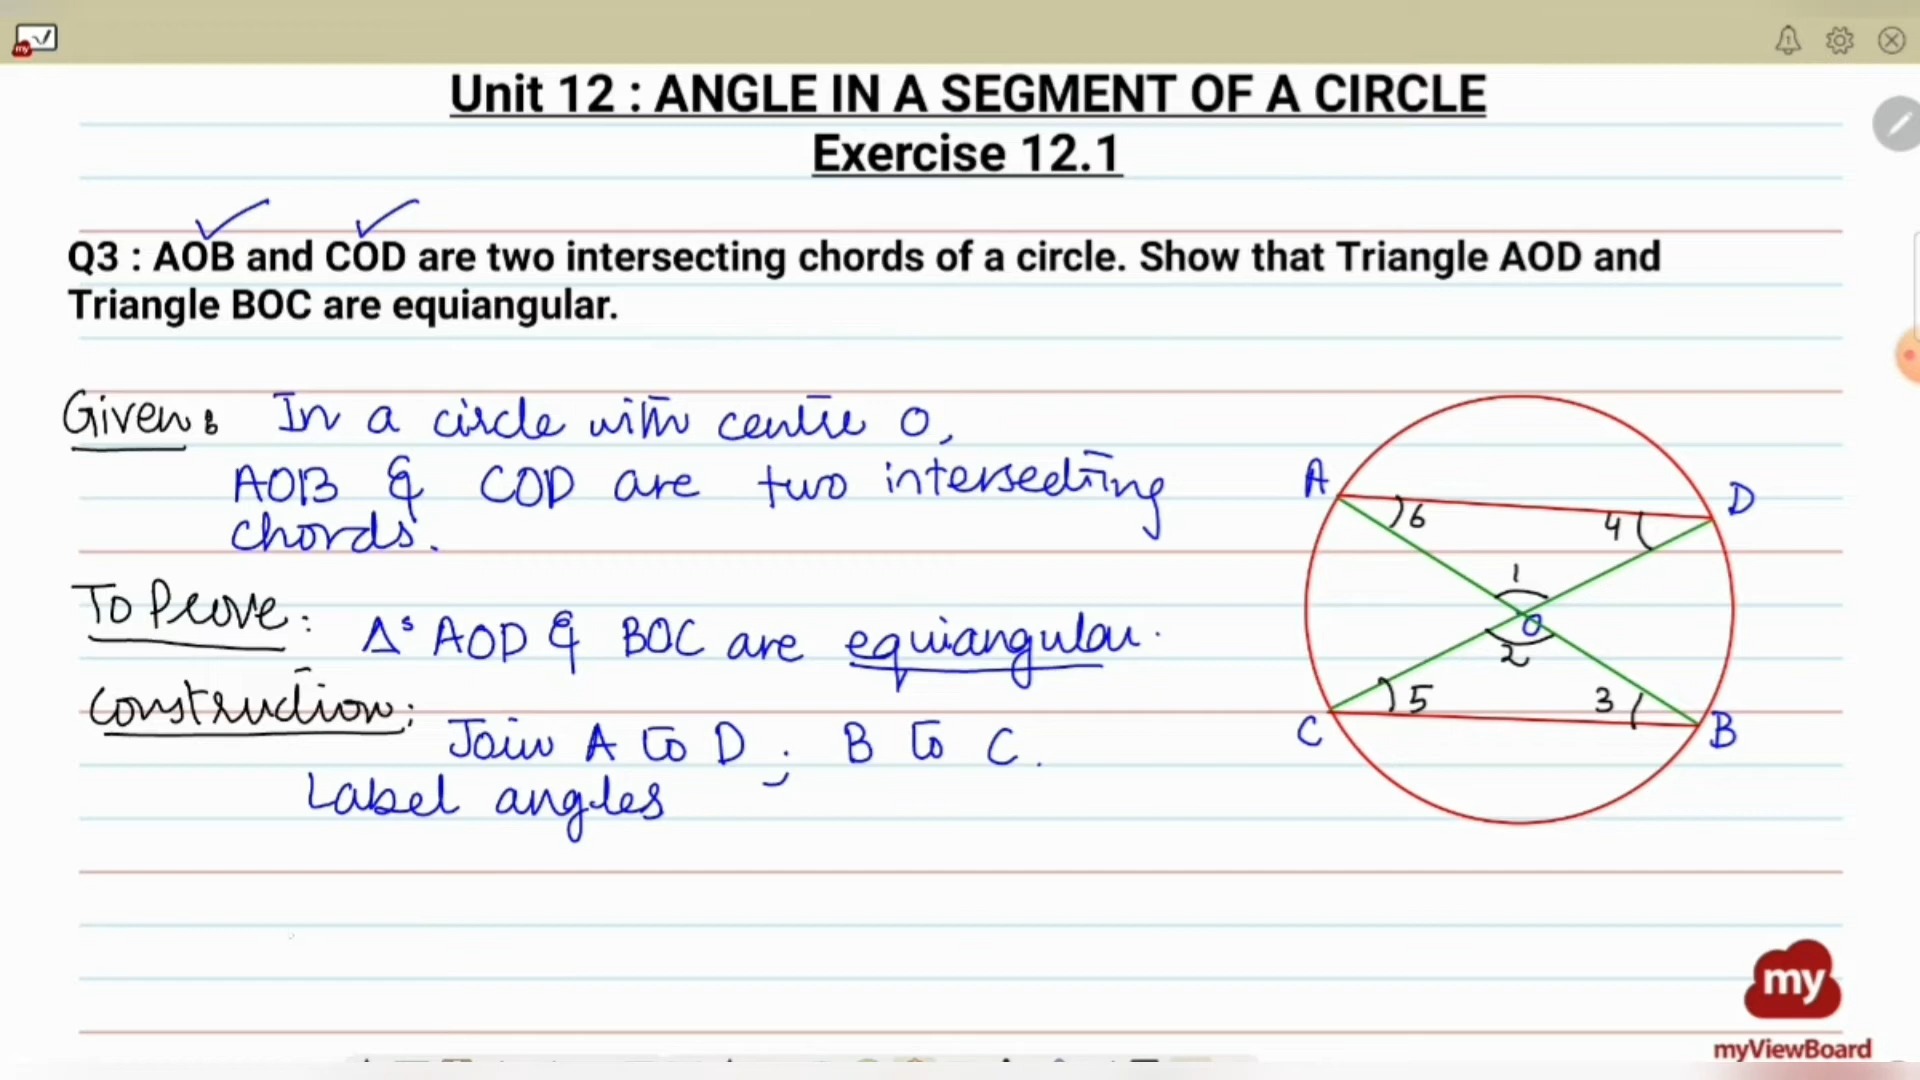 my
Unit 12 : ANGLE IN A SEGMENT OF A CIRCLE
Exercise 12.1
Q3 : AOB and COD are two intersecting chords of a circle. Show that Triangle AOD and
Triangle BOC are equiangular.
Given: In a circle with centre O,
AOB & COD are two intersecting
chords.
To Prove: Δs AOD & BOC are equiangular.
Construction:
Join A to D ; B to C.
Label angles
A
D
6
4
1
O
2
5
3
C
B
my
myViewBoard